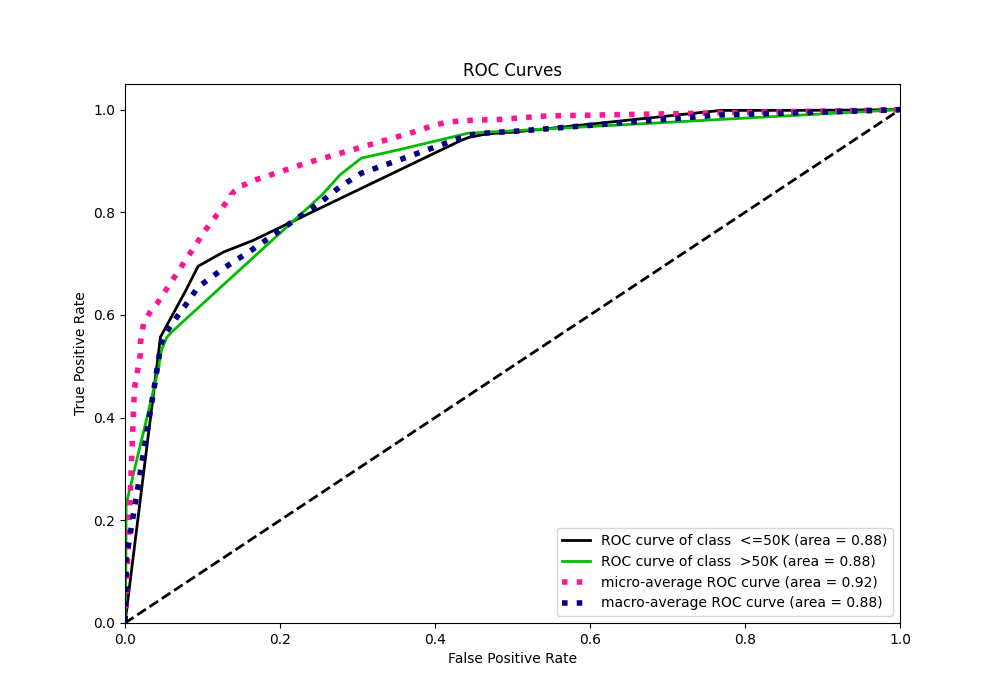 ROC Curves
True Positive Rate
1.0
0.8
0.6
0.4
0.2
0.0
0.0 0.2 0.4 0.6 0.8 1.0
False Positive Rate
ROC curve of class  <=50K (area = 0.88)
ROC curve of class  >50K (area = 0.88)
micro-average ROC curve (area = 0.92)
macro-average ROC curve (area = 0.88)